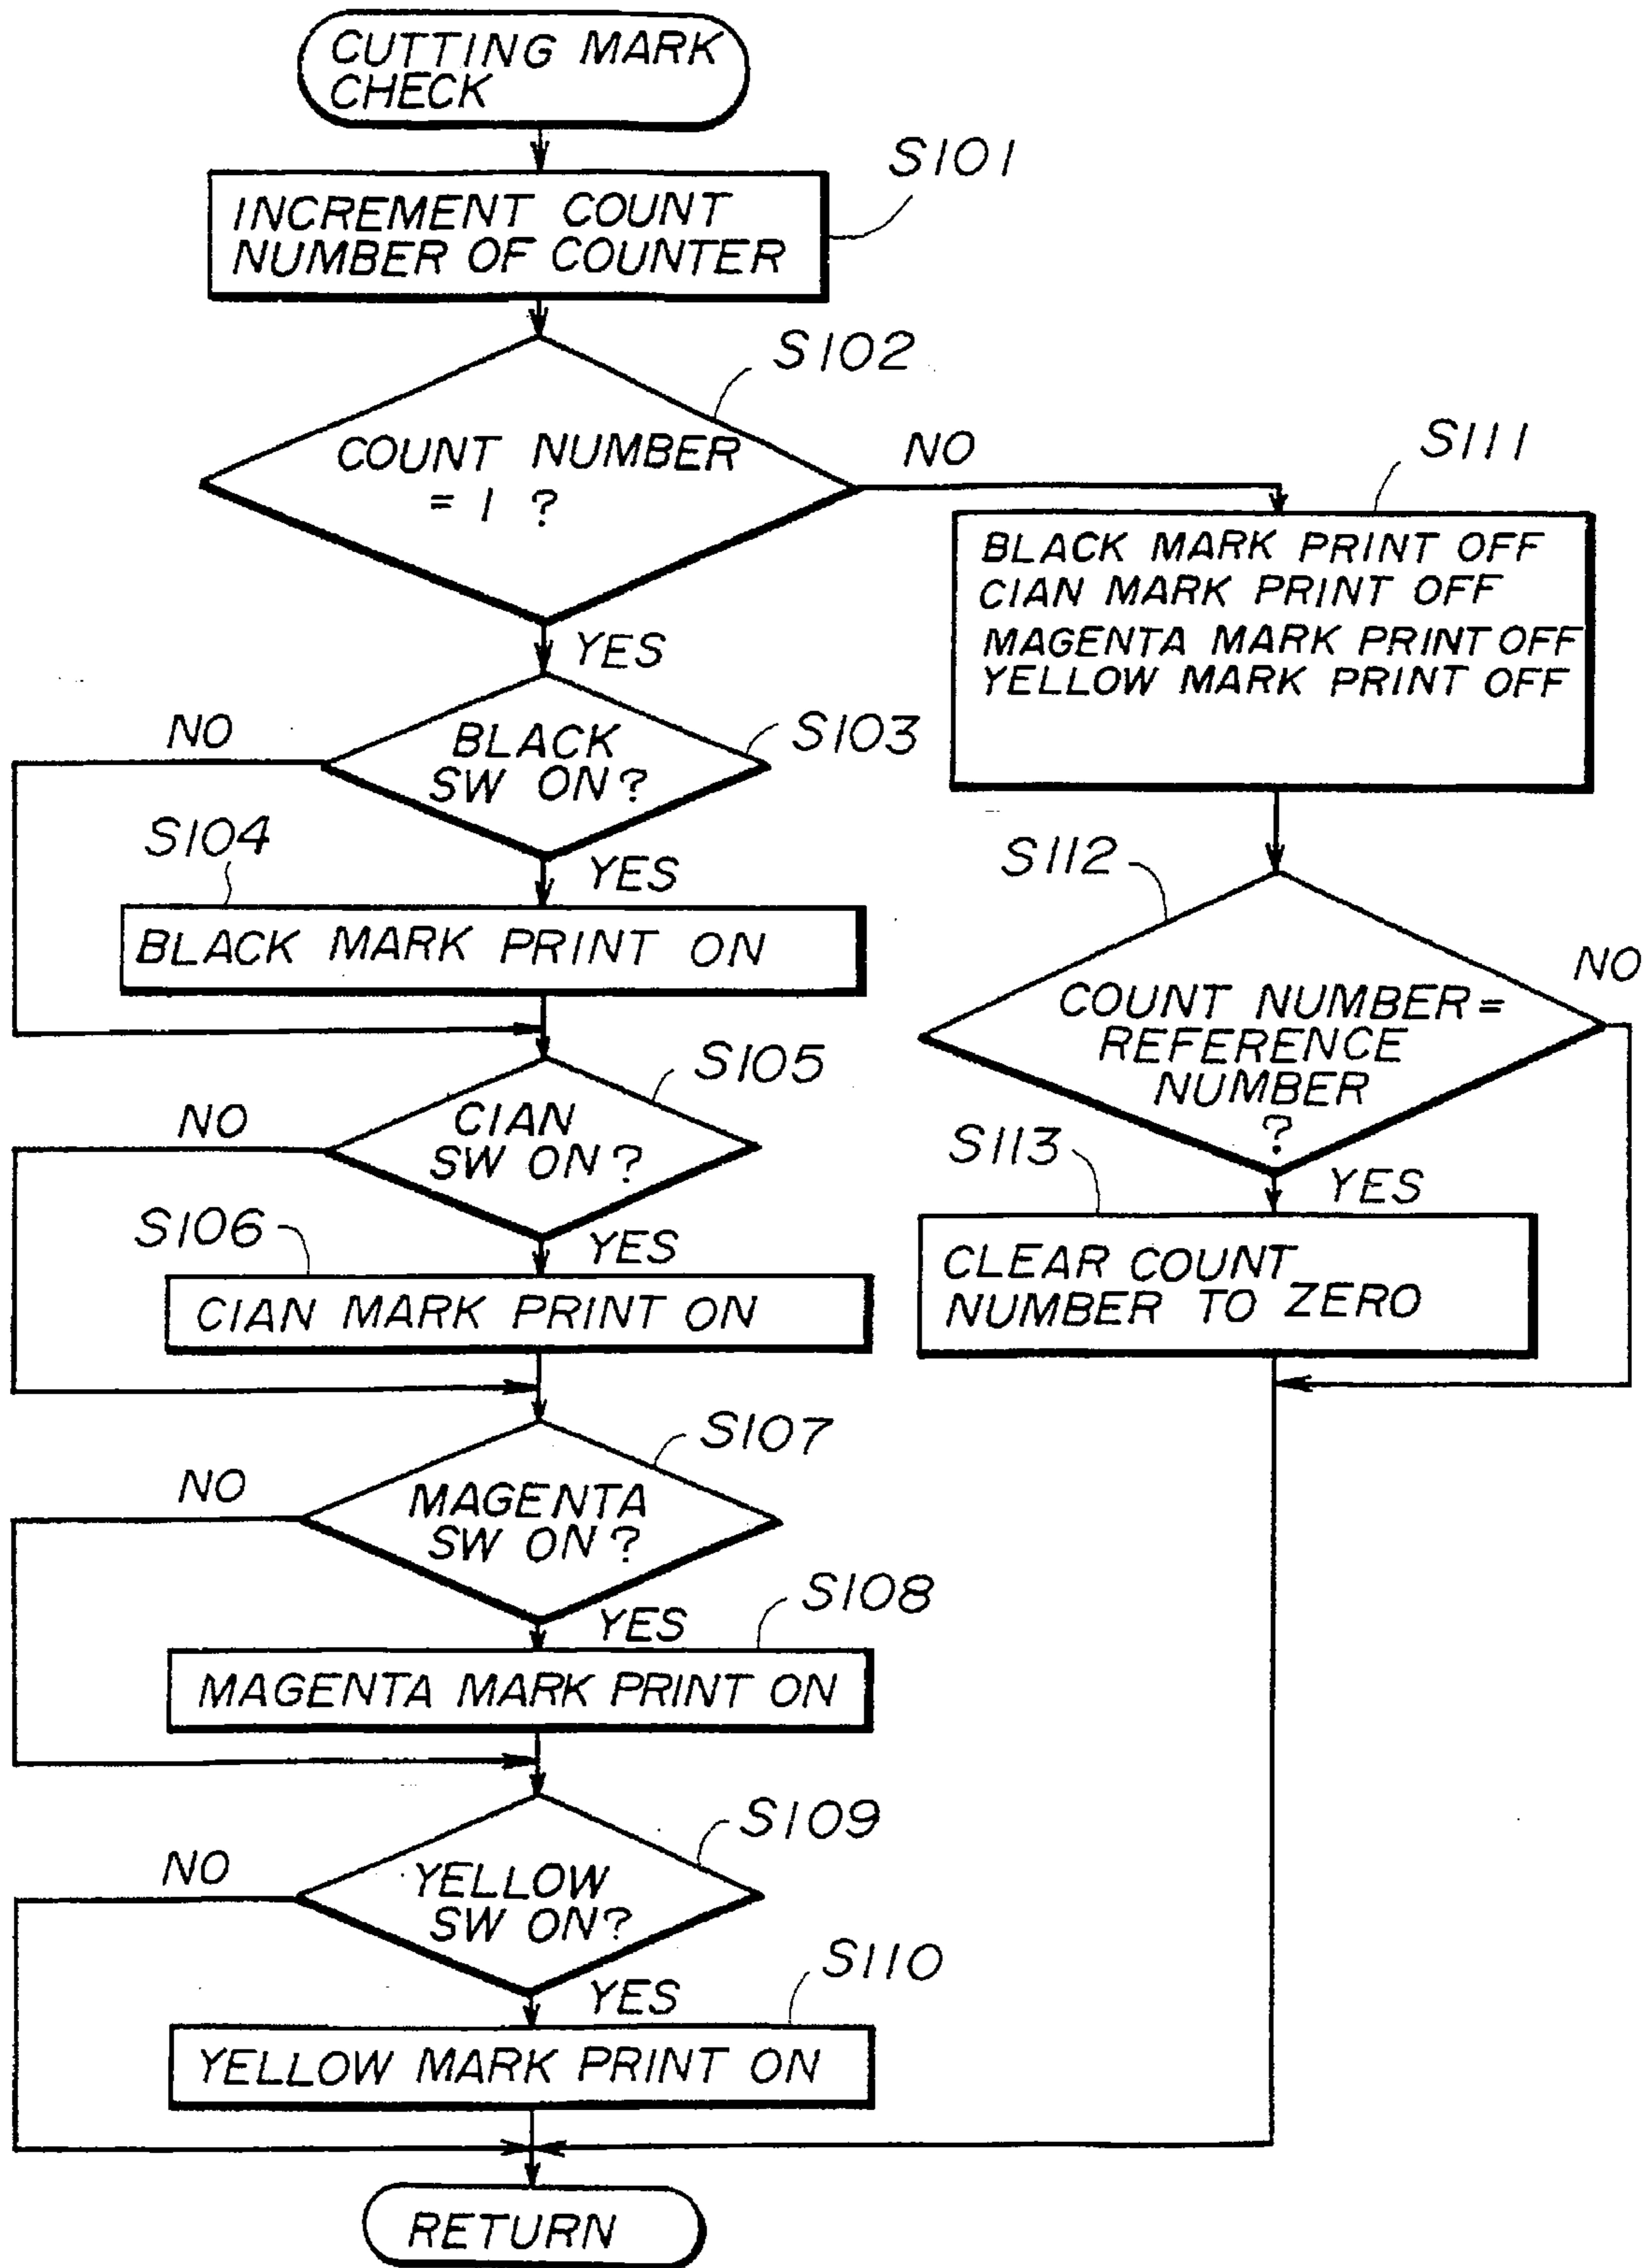 CUTTING MARK
CHECK
S101
INCREMENT COUNT
NUMBER OF COUNTER
S102
COUNT NUMBER
= 1 ?
NO
YES
S111
BLACK MARK PRINT OFF
CIAN MARK PRINT OFF
MAGENTA MARK PRINT OFF
YELLOW MARK PRINT OFF
S103
BLACK
SW ON?
NO
YES
S104
BLACK MARK PRINT ON
S112
COUNT NUMBER =
REFERENCE
NUMBER
?
NO
YES
S105
CIAN
SW ON?
NO
YES
S113
CLEAR COUNT
NUMBER TO ZERO
S106
CIAN MARK PRINT ON
S107
MAGENTA
SW ON?
NO
YES
S108
MAGENTA MARK PRINT ON
S109
YELLOW
SW ON?
NO
YES
S110
YELLOW MARK PRINT ON
RETURN